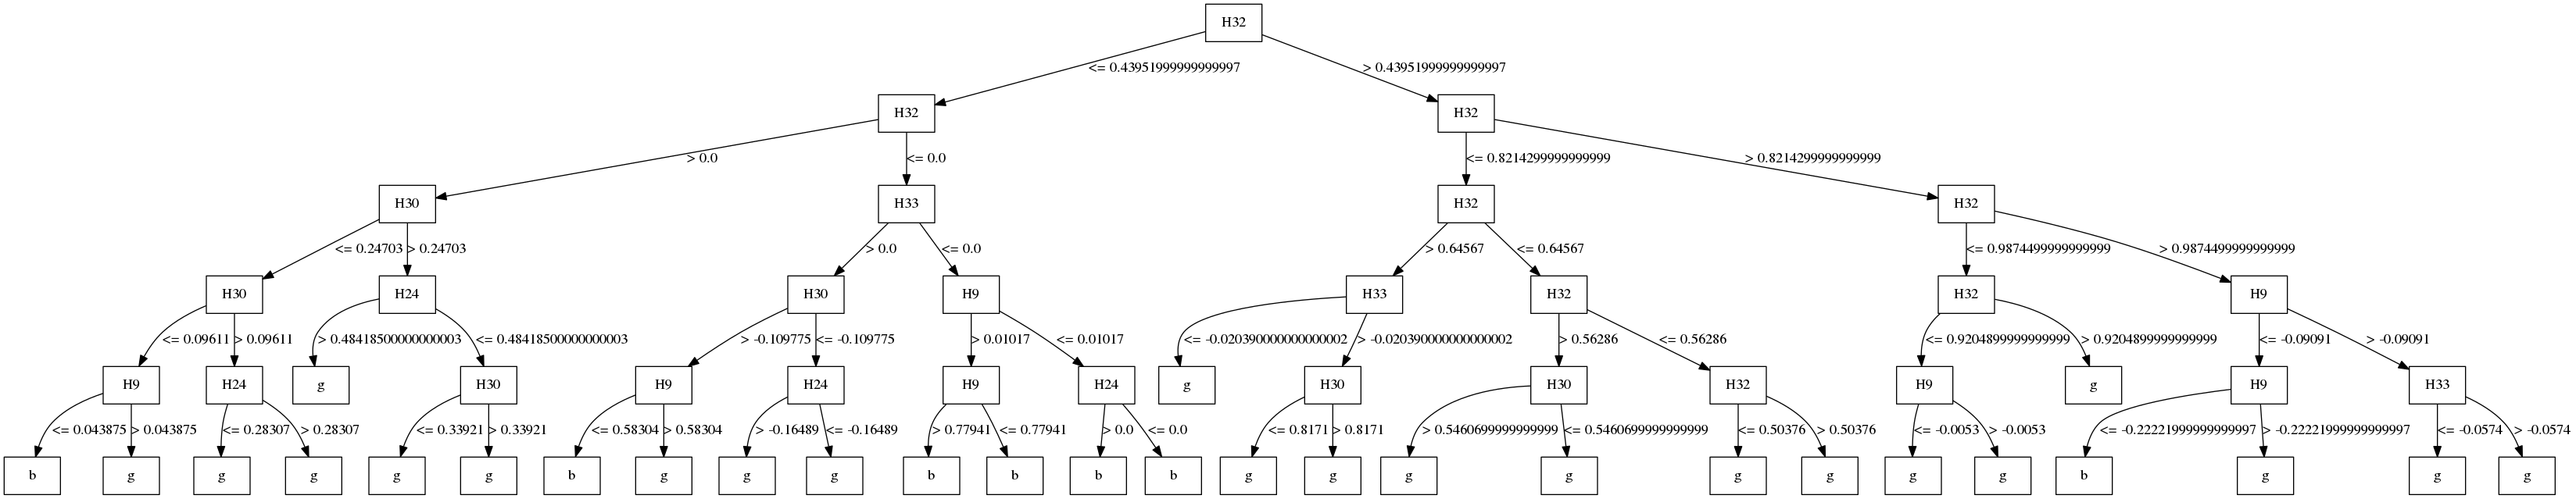 H32
<= 0.43951999999999997 > 0.43951999999999997
H32 H32
> 0.0 <= 0.0 <= 0.8214299999999999 > 0.8214299999999999
H30 H33 H32 H32
<= 0.24703 > 0.24703 > 0.0 <= 0.0 > 0.64567 <= 0.64567 <= 0.9874499999999999 > 0.9874499999999999
H30 H24 H30 H9 H33 H32 H32 H9
<= 0.09611 > 0.09611 > 0.48418500000000003 <= 0.48418500000000003 > -0.109775 <= -0.109775 > 0.01017 <= 0.01017 <= -0.020390000000000002 > -0.020390000000000002 > 0.56286 <= 0.56286 <= 0.9204899999999999 > 0.9204899999999999 <= -0.09091 > -0.09091
H9 H24 g H30 H9 H24 H9 H24 g H30 H30 H32 H9 g H9 H33
<= 0.043875 > 0.043875 <= 0.28307 > 0.28307 <= 0.33921 > 0.33921 <= 0.58304 > 0.58304 > -0.16489 <= -0.16489 > 0.77941 <= 0.77941 > 0.0 <= 0.0 <= 0.8171 > 0.8171 > 0.5460699999999999 <= 0.5460699999999999 <= 0.50376 > 0.50376 <= -0.0053 > -0.0053 <= -0.22221999999999997 > -0.22221999999999997 <= -0.0574 > -0.0574
b g g g g g b g g g b b b b g g g g g g g g b g g g